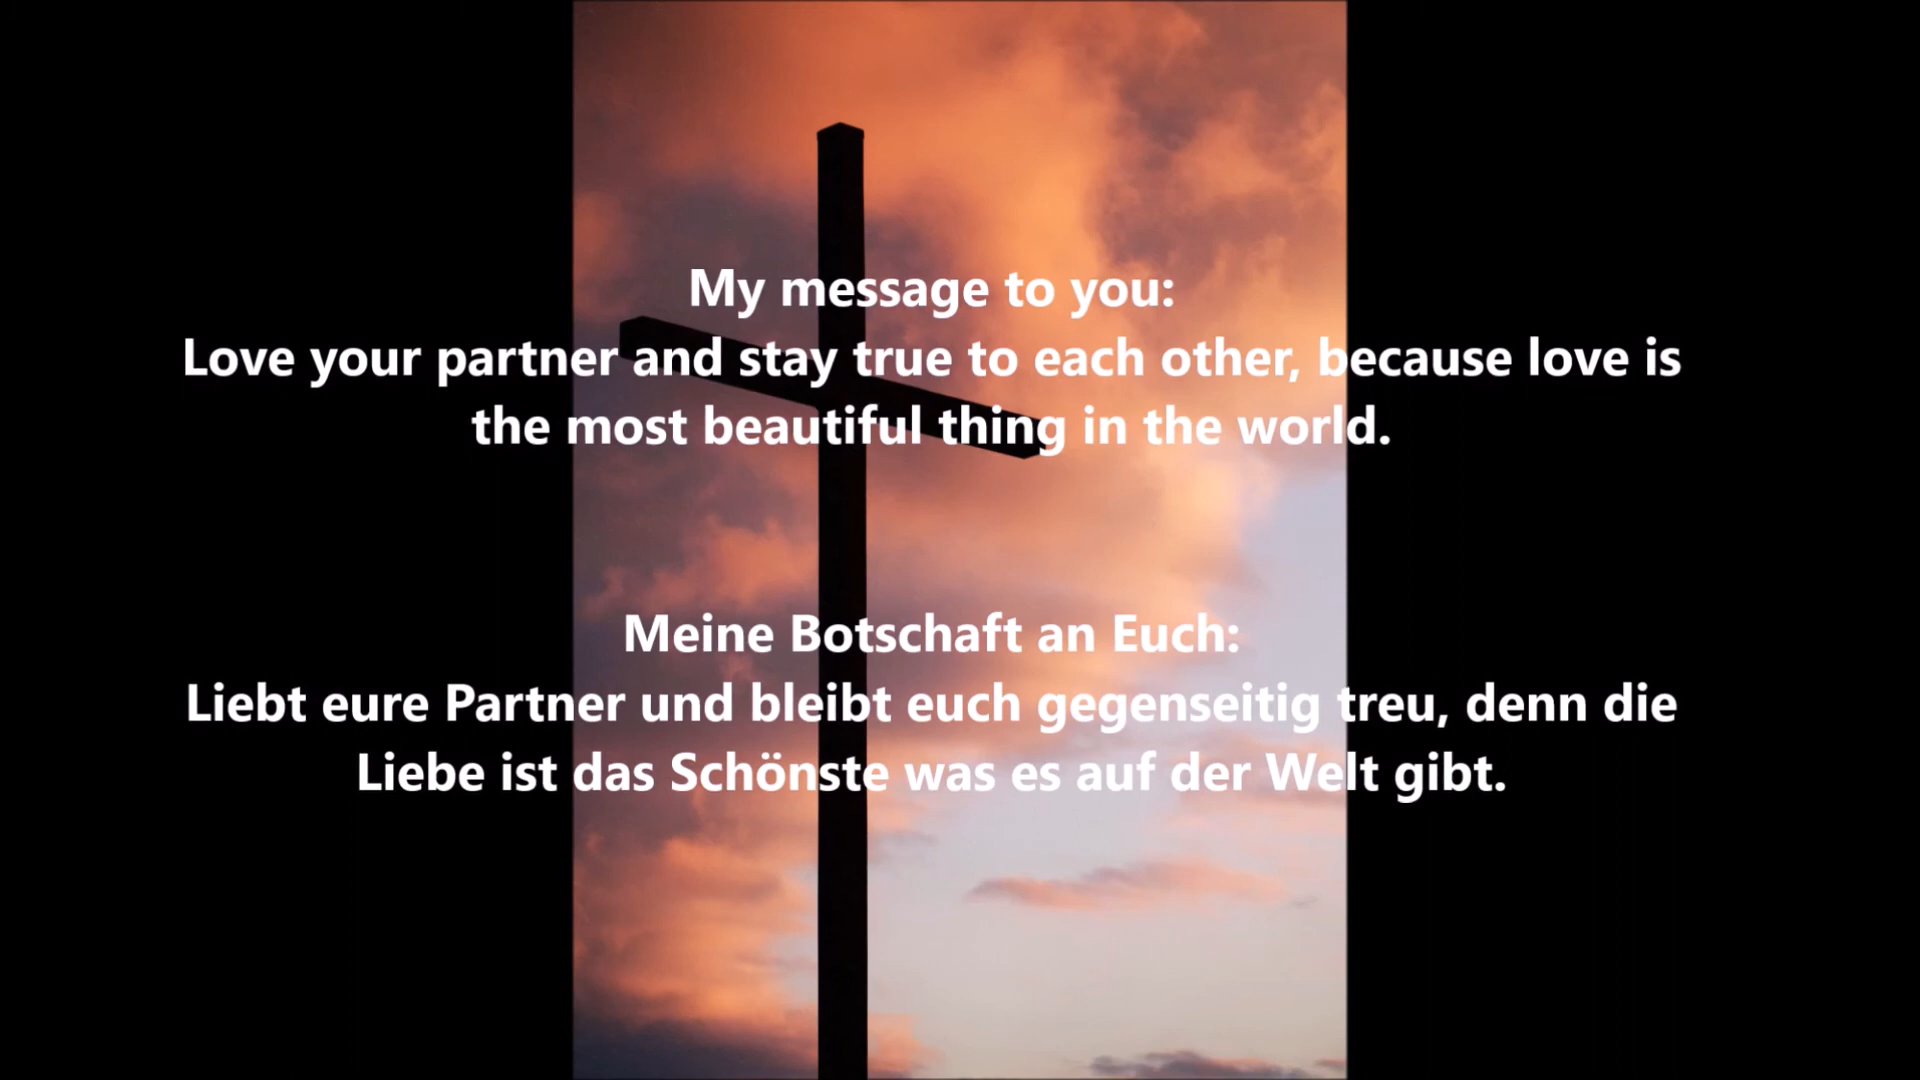 My message to you:
Love your partner and stay true to each other, because love is
the most beautiful thing in the world.
Meine Botschaft an Euch:
Liebt eure Partner und bleibt euch gegenseitig treu, denn die
Liebe ist das Schönste was es auf der Welt gibt.